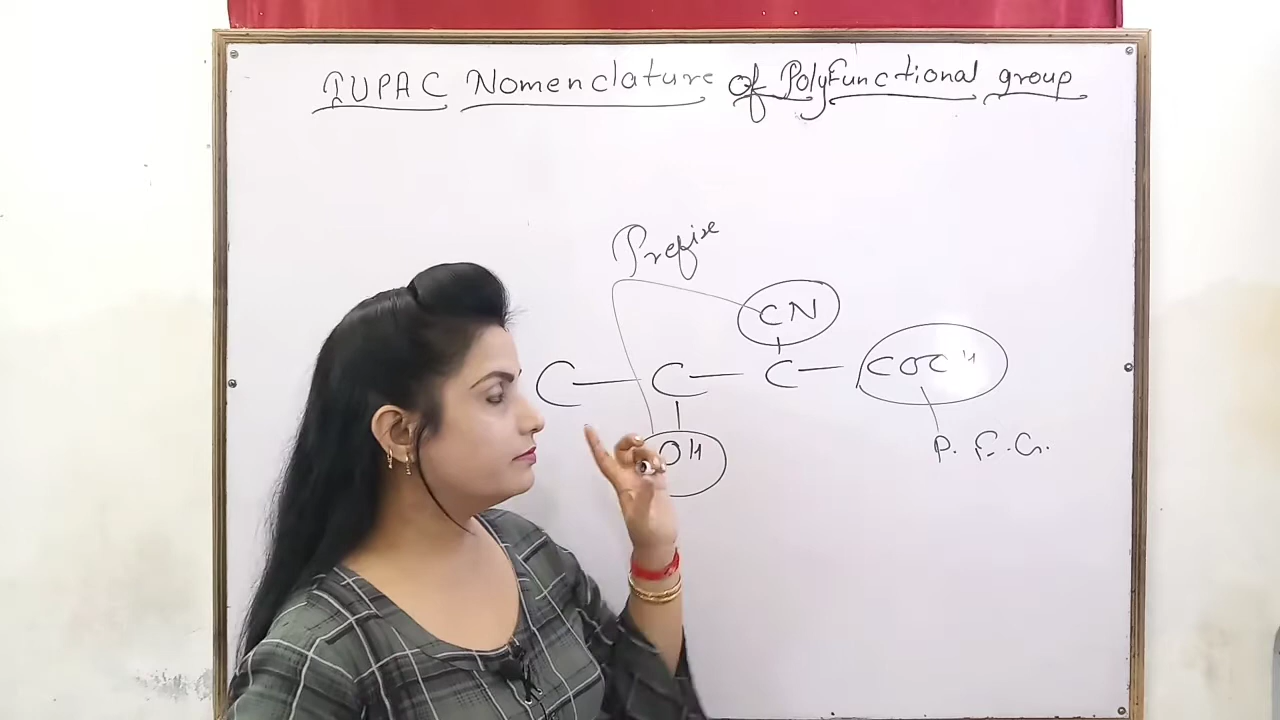 IUPAC Nomenclature of PolyFunctional group
Prefix
CN
C — C — C — COOH
OH
P. F. G.